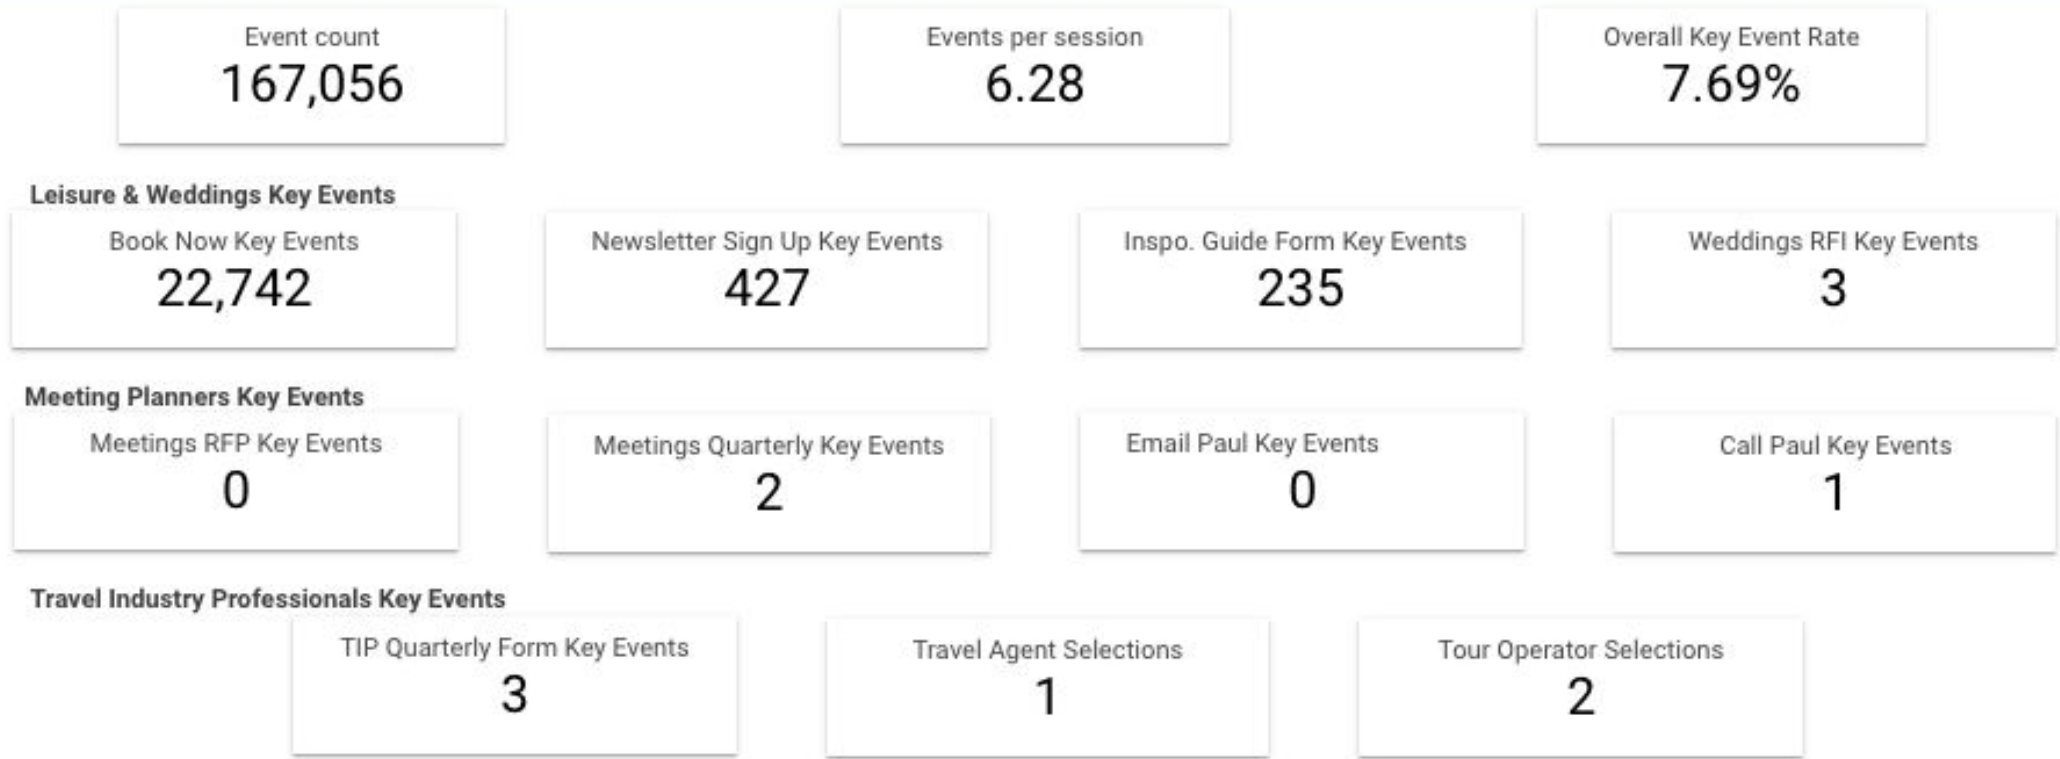 Event count
167,056
Events per session
6.28
Overall Key Event Rate
7.69%
Leisure & Weddings Key Events
Book Now Key Events
22,742
Newsletter Sign Up Key Events
427
Inspo. Guide Form Key Events
235
Weddings RFI Key Events
3
Meeting Planners Key Events
Meetings RFP Key Events
0
Meetings Quarterly Key Events
2
Email Paul Key Events
0
Call Paul Key Events
1
Travel Industry Professionals Key Events
TIP Quarterly Form Key Events
3
Travel Agent Selections
1
Tour Operator Selections
2